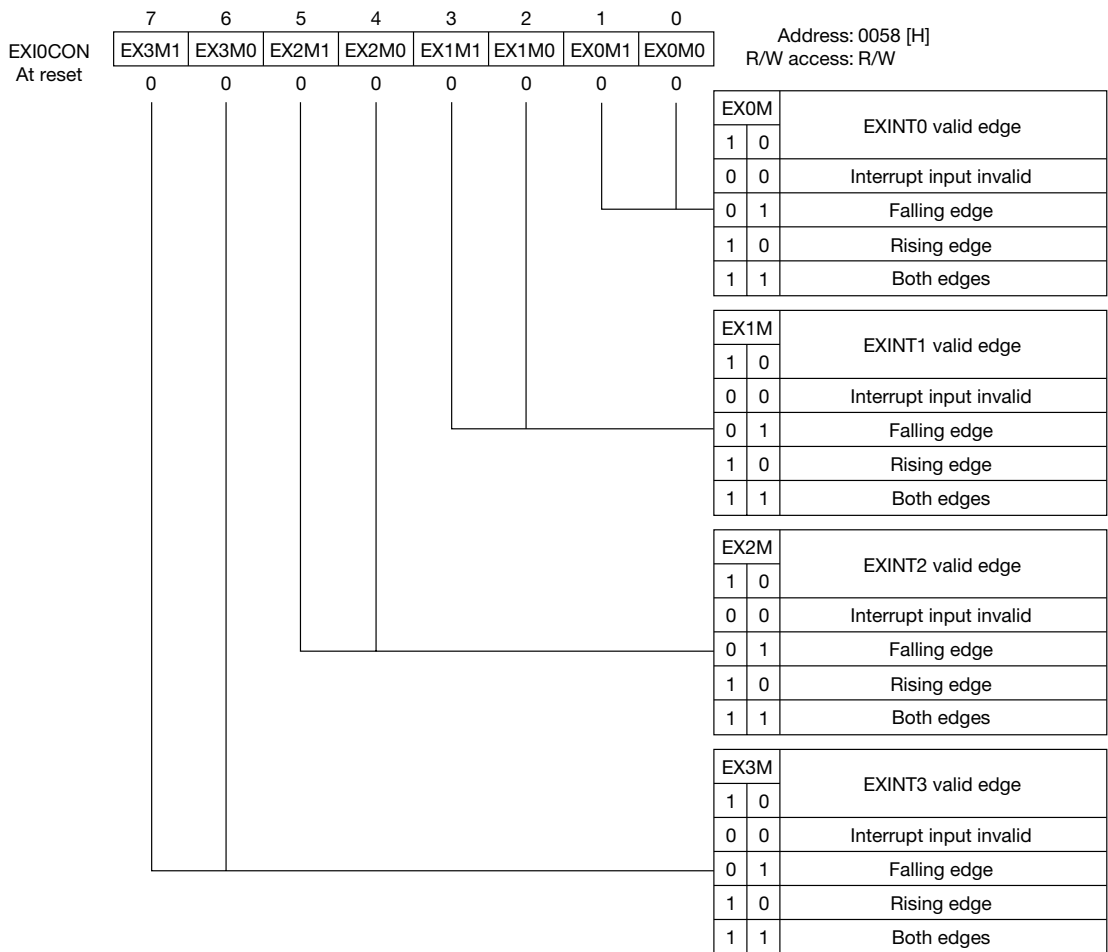 7 6 5 4 3 2 1 0
EXI0CON EX3M1 EX3M0 EX2M1 EX2M0 EX1M1 EX1M0 EX0M1 EX0M0
At reset 0 0 0 0 0 0 0 0
Address: 0058 [H]
R/W access: R/W
EX0M EXINT0 valid edge
1 0
0 0 Interrupt input invalid
0 1 Falling edge
1 0 Rising edge
1 1 Both edges
EX1M EXINT1 valid edge
1 0
0 0 Interrupt input invalid
0 1 Falling edge
1 0 Rising edge
1 1 Both edges
EX2M EXINT2 valid edge
1 0
0 0 Interrupt input invalid
0 1 Falling edge
1 0 Rising edge
1 1 Both edges
EX3M EXINT3 valid edge
1 0
0 0 Interrupt input invalid
0 1 Falling edge
1 0 Rising edge
1 1 Both edges